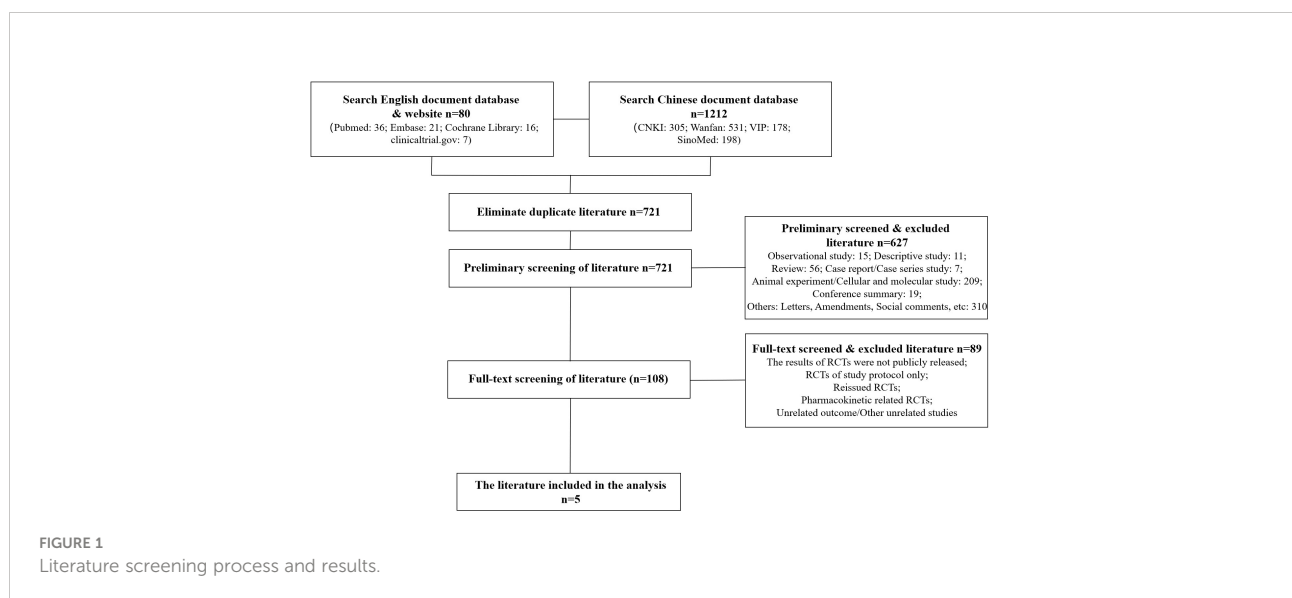 Search English document database
& website n=80
(Pubmed: 36; Embase: 21; Cochrane Library: 16;
clinicaltrial.gov: 7)
Search Chinese document database
n=1212
(CNKI: 305; Wanfan: 531; VIP: 178;
SinoMed: 198)
Eliminate duplicate literature n=721
Preliminary screening of literature n=721
Preliminary screened & excluded
literature n=627
Observational study: 15; Descriptive study: 11;
Review: 56; Case report/Case series study: 7;
Animal experiment/Cellular and molecular study: 209;
Conference summary: 19;
Others: Letters, Amendments, Social comments, etc: 310
Full-text screening of literature (n=108)
Full-text screened & excluded literature n=89
The results of RCTs were not publicly released;
RCTs of study protocol only;
Reissued RCTs;
Pharmacokinetic related RCTs;
Unrelated outcome/Other unrelated studies
The literature included in the analysis
n=5
FIGURE 1
Literature screening process and results.